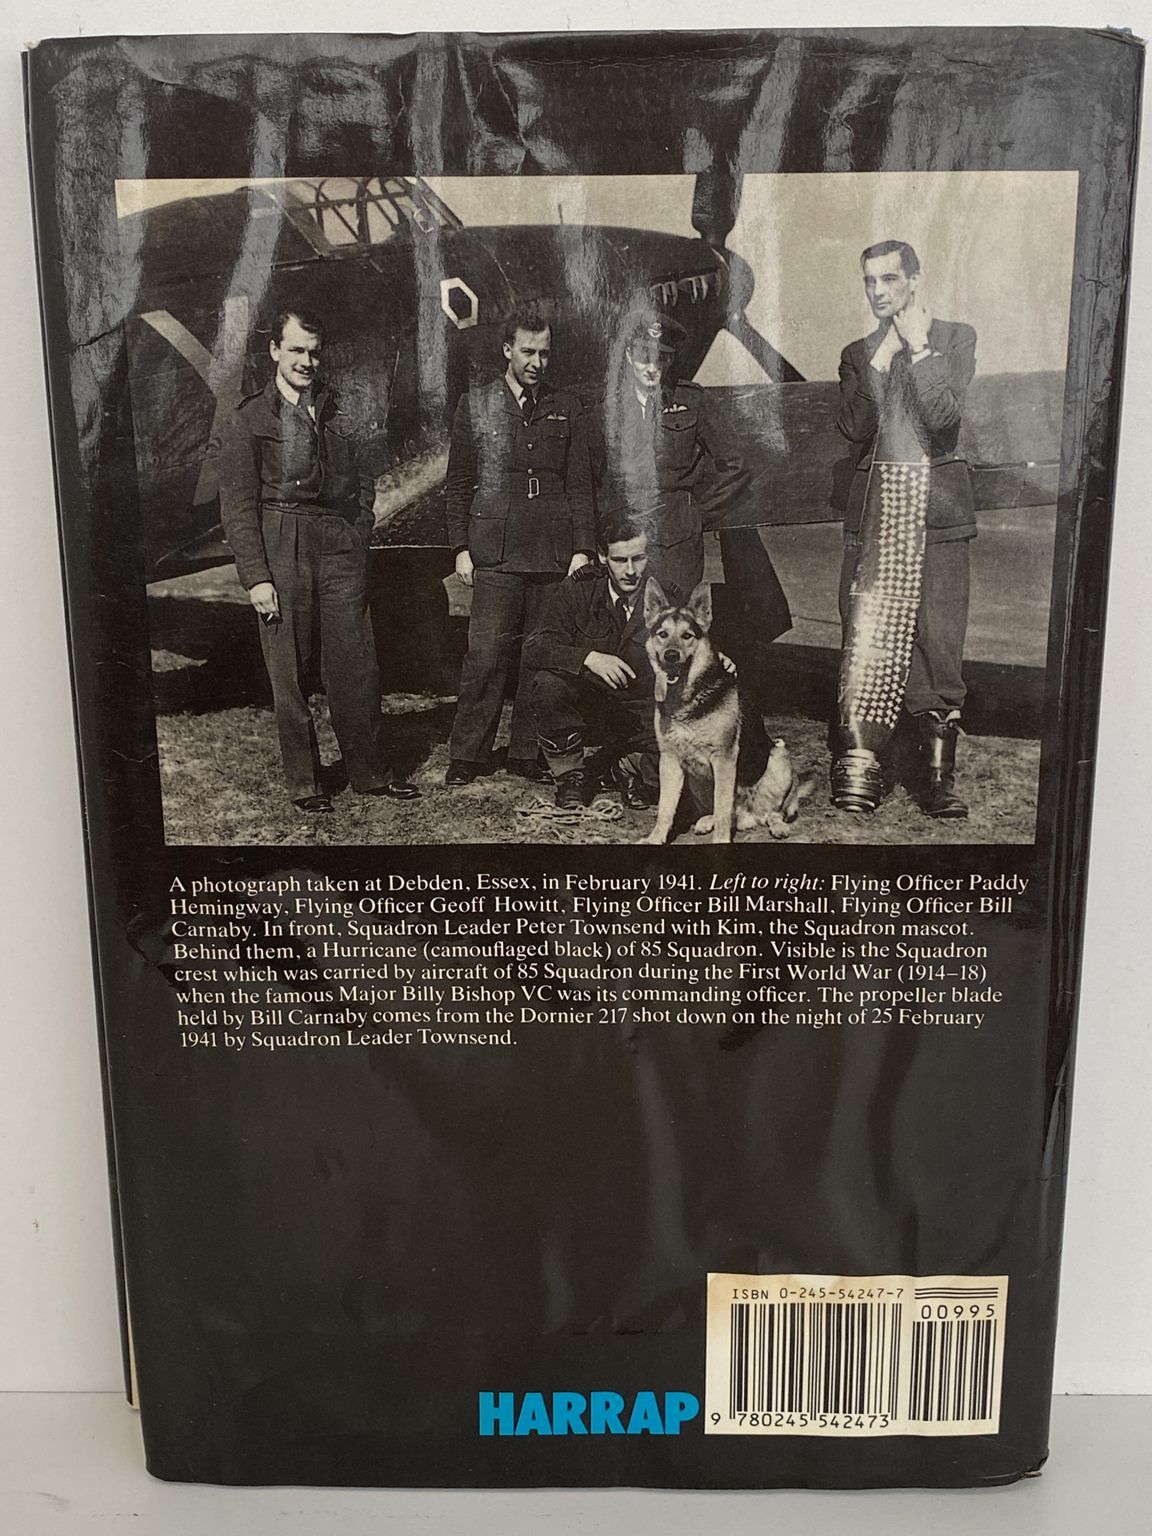 A photograph taken at Debden, Essex, in February 1941. Left to right: Flying Officer Paddy
Hemingway, Flying Officer Geoff Howitt, Flying Officer Bill Marshall, Flying Officer Bill
Carnaby. In front, Squadron Leader Peter Townsend with Kim, the Squadron mascot.
Behind them, a Hurricane (camouflaged black) of 85 Squadron. Visible is the Squadron
crest which was carried by aircraft of 85 Squadron during the First World War (1914–18)
when the famous Major Billy Bishop VC was its commanding officer. The propeller blade
held by Bill Carnaby comes from the Dornier 217 shot down on the night of 25 February
1941 by Squadron Leader Townsend.
ISBN 0-245-54247-7
00995
HARRAP
9 780245 542473